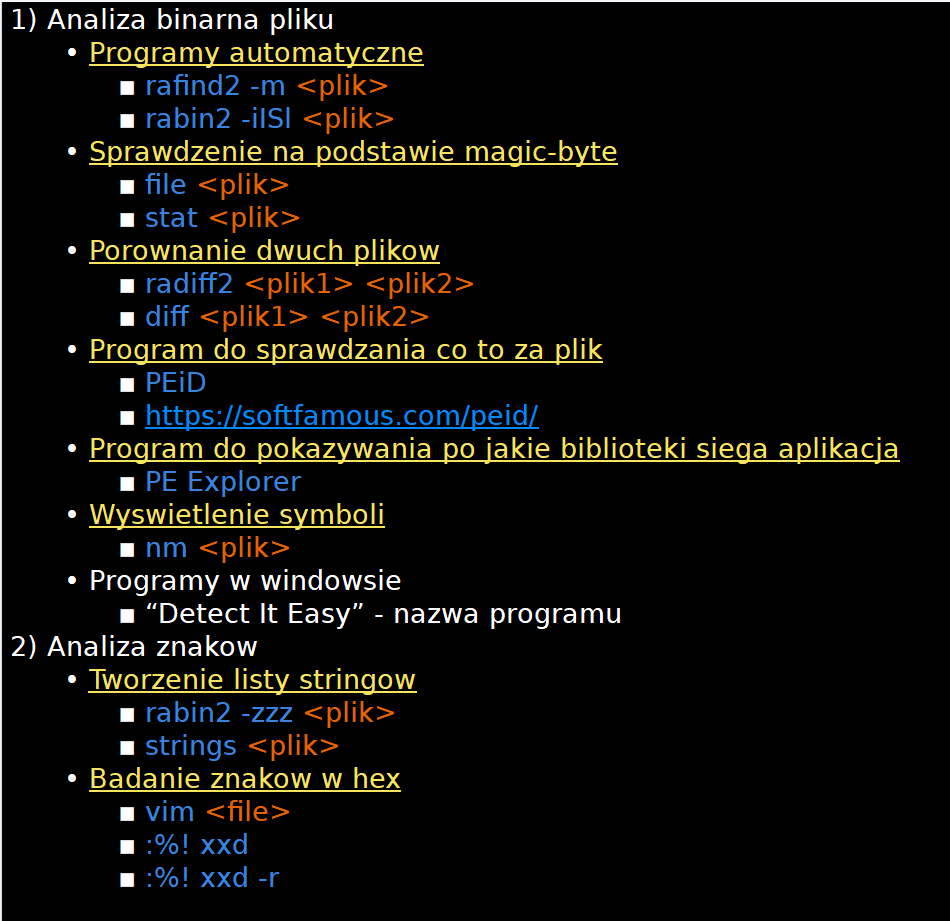 1) Analiza binarna pliku
• Programy automatyczne
▪ rafind2 -m <plik>
▪ rabin2 -iISl <plik>
• Sprawdzenie na podstawie magic-byte
▪ file <plik>
▪ stat <plik>
• Porownanie dwuch plikow
▪ radiff2 <plik1> <plik2>
▪ diff <plik1> <plik2>
• Program do sprawdzania co to za plik
▪ PEiD
▪ https://softfamous.com/peid/
• Program do pokazywania po jakie biblioteki siega aplikacja
▪ PE Explorer
• Wyswietlenie symboli
▪ nm <plik>
• Programy w windowsie
▪ “Detect It Easy” - nazwa programu
2) Analiza znakow
• Tworzenie listy stringow
▪ rabin2 -zzz <plik>
▪ strings <plik>
• Badanie znakow w hex
▪ vim <file>
▪ :%! xxd
▪ :%! xxd -r